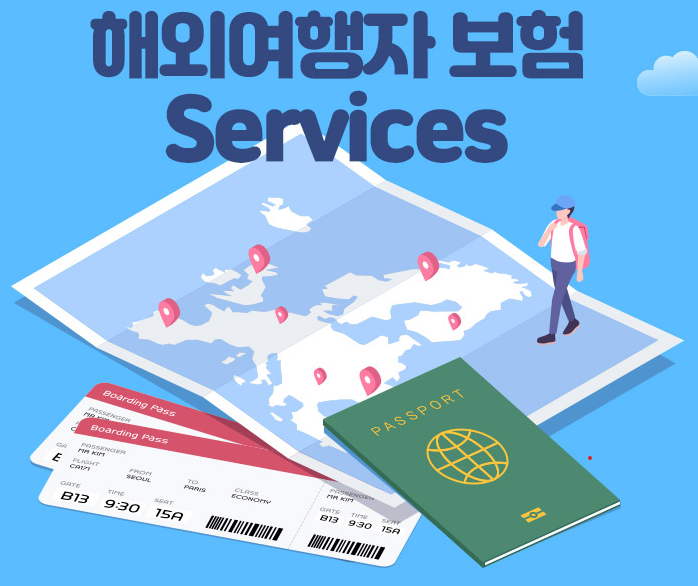 해외여행자 보험
Services
PASSPORT
Boarding Pass
PASSENGER
MR KIM
Boarding Pass
PASSENGER
MR KIM
FLIGHT
CA171
FROM
SEOUL
TO
PARIS
CLASS
ECONOMY
GATE
B13
TIME
9:30
SEAT
15A
PASSENGER
MR KIM
GATE
B13
TIME
9:30
SEAT
15A